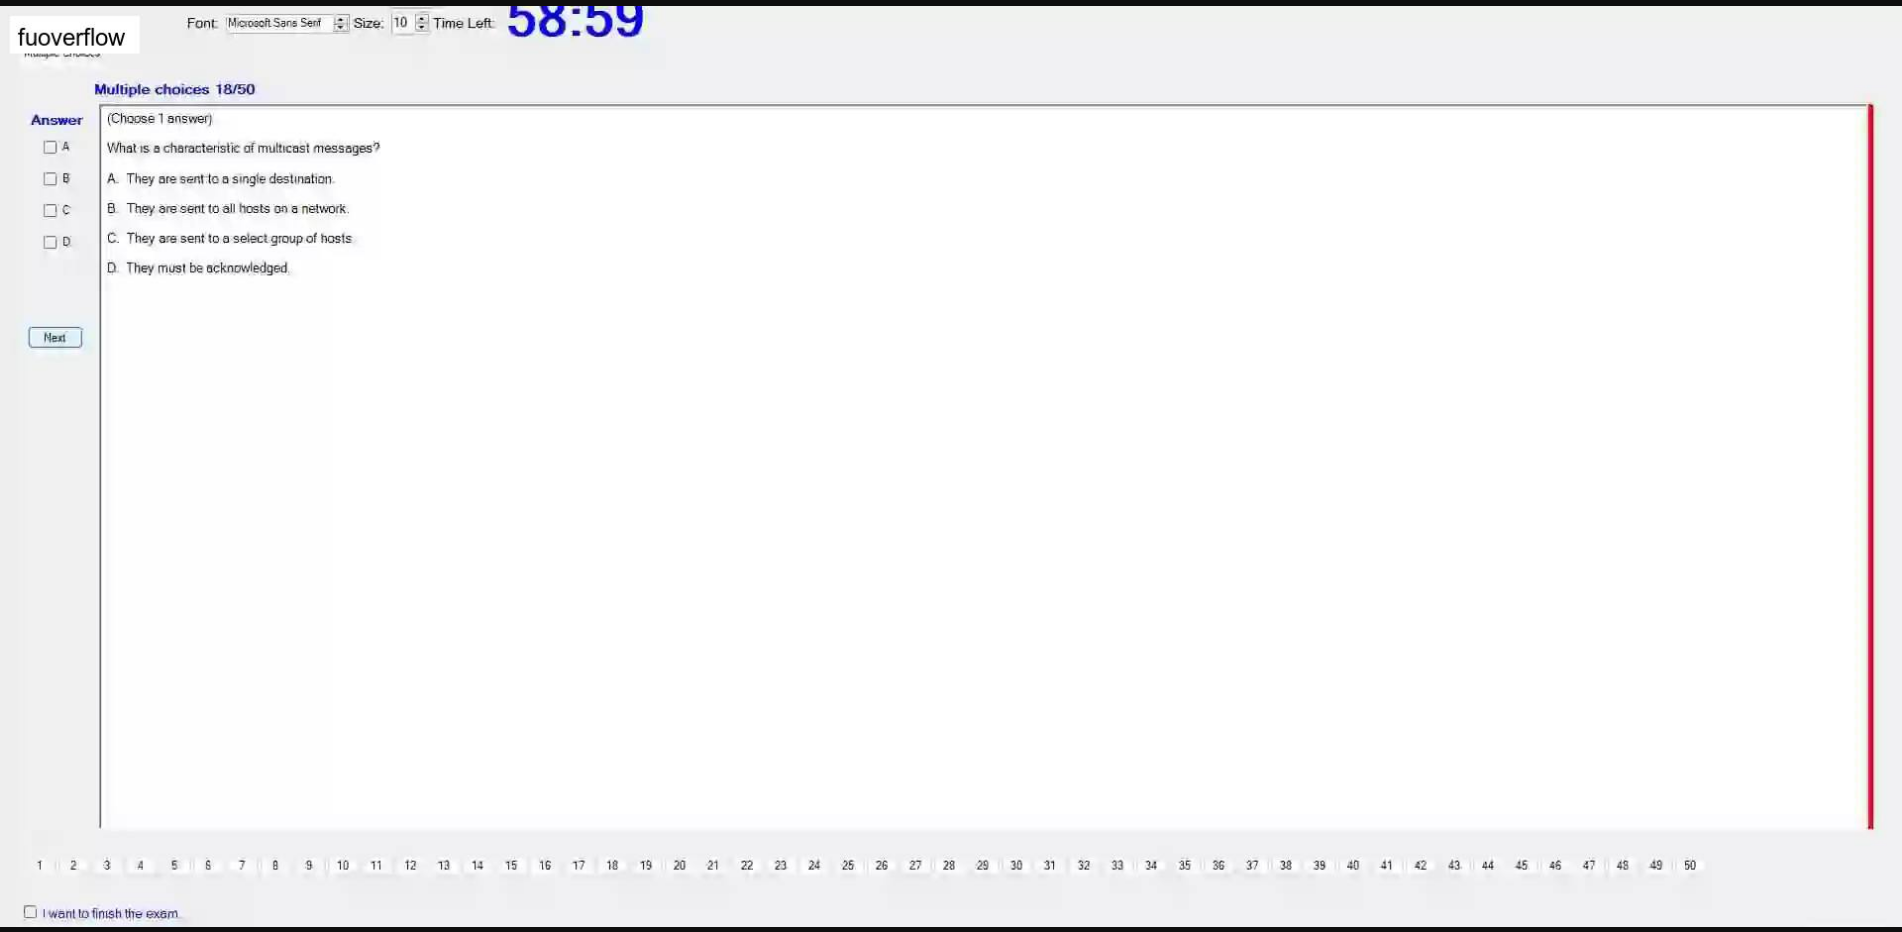 fuoverflow
Font: Microsoft Sans Serif Size: 10 Time Left: 58:59
Multiple choices
Multiple choices 18/50
Answer
(Choose 1 answer)
A
What is a characteristic of multicast messages?
B
A. They are sent to a single destination.
C
B. They are sent to all hosts on a network.
D
C. They are sent to a select group of hosts.
D. They must be acknowledged.
Next
1 2 3 4 5 6 7 8 9 10 11 12 13 14 15 16 17 18 19 20 21 22 23 24 25 26 27 28 29 30 31 32 33 34 35 36 37 38 39 40 41 42 43 44 45 46 47 48 49 50
I want to finish the exam.